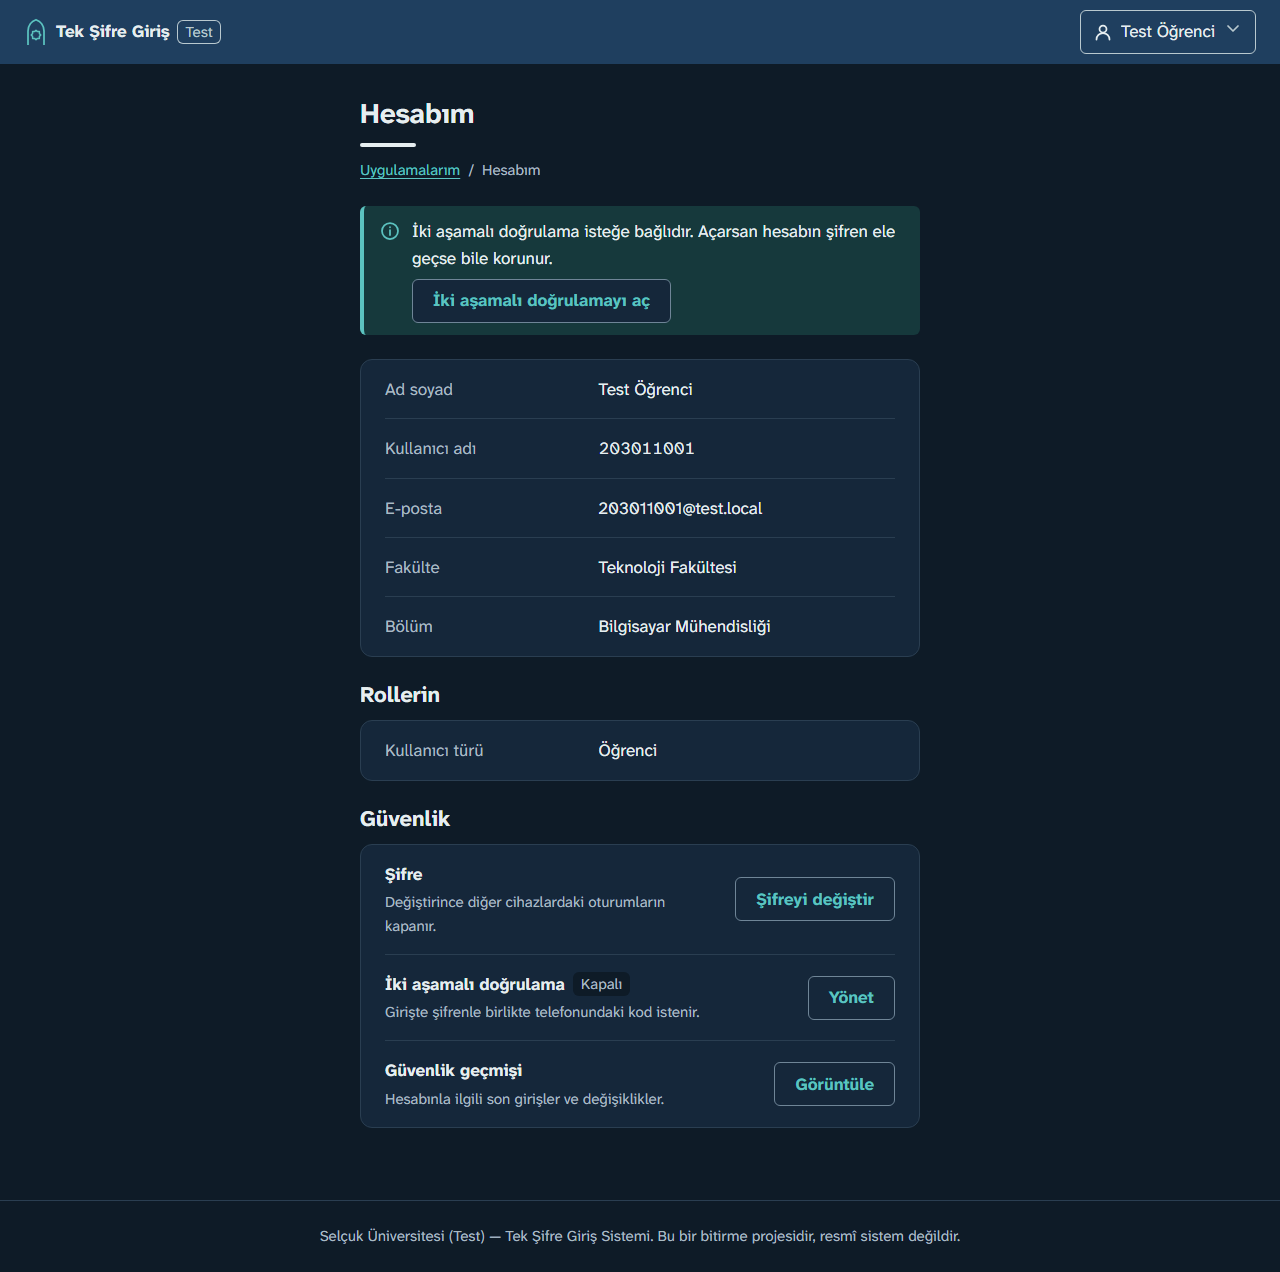 Tek Şifre Giriş Test
Test Öğrenci
Hesabım
Uygulamalarım / Hesabım
İki aşamalı doğrulama isteğe bağlıdır. Açarsan hesabın şifren ele
geçse bile korunur.
İki aşamalı doğrulamayı aç
Ad soyad Test Öğrenci
Kullanıcı adı 203011001
E-posta 203011001@test.local
Fakülte Teknoloji Fakültesi
Bölüm Bilgisayar Mühendisliği
Rollerin
Kullanıcı türü Öğrenci
Güvenlik
Şifre
Değiştirince diğer cihazlardaki oturumların
kapanır.
Şifreyi değiştir
İki aşamalı doğrulama Kapalı
Girişte şifrenle birlikte telefonundaki kod istenir.
Yönet
Güvenlik geçmişi
Hesabınla ilgili son girişler ve değişiklikler.
Görüntüle
Selçuk Üniversitesi (Test) — Tek Şifre Giriş Sistemi. Bu bir bitirme projesidir, resmî sistem değildir.